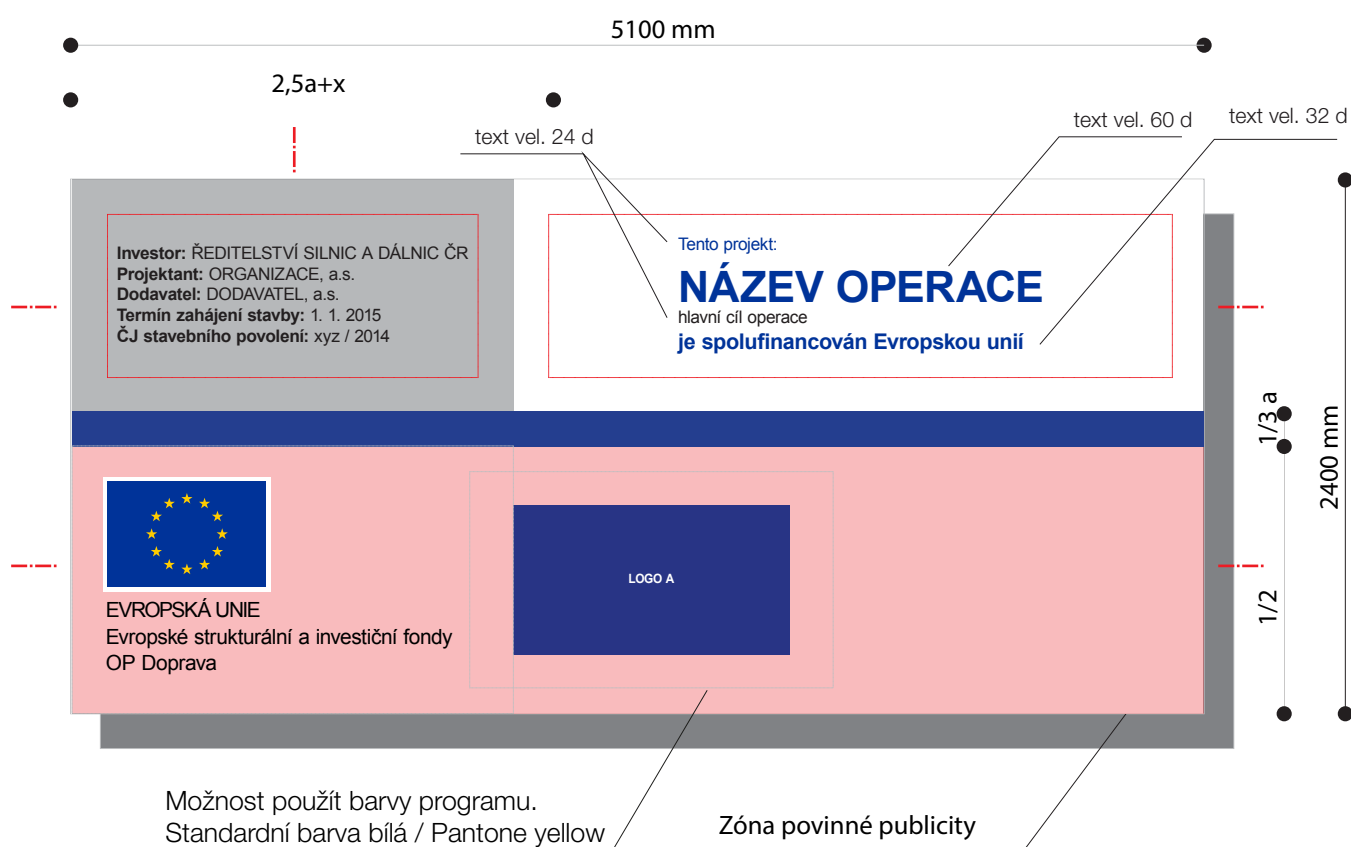 5100 mm
2,5a+x
text vel. 24 d
text vel. 60 d
text vel. 32 d
Investor: ŘEDITELSTVÍ SILNIC A DÁLNIC ČR
Projektant: ORGANIZACE, a.s.
Dodavatel: DODAVATEL, a.s.
Termín zahájení stavby: 1. 1. 2015
ČJ stavebního povolení: xyz / 2014
Tento projekt:
NÁZEV OPERACE
hlavní cíl operace
je spolufinancován Evropskou unií
1/3 a
2400 mm
1/2
LOGO A
EVROPSKÁ UNIE
Evropské strukturální a investiční fondy
OP Doprava
Možnost použít barvy programu.
Standardní barva bílá / Pantone yellow
Zóna povinné publicity